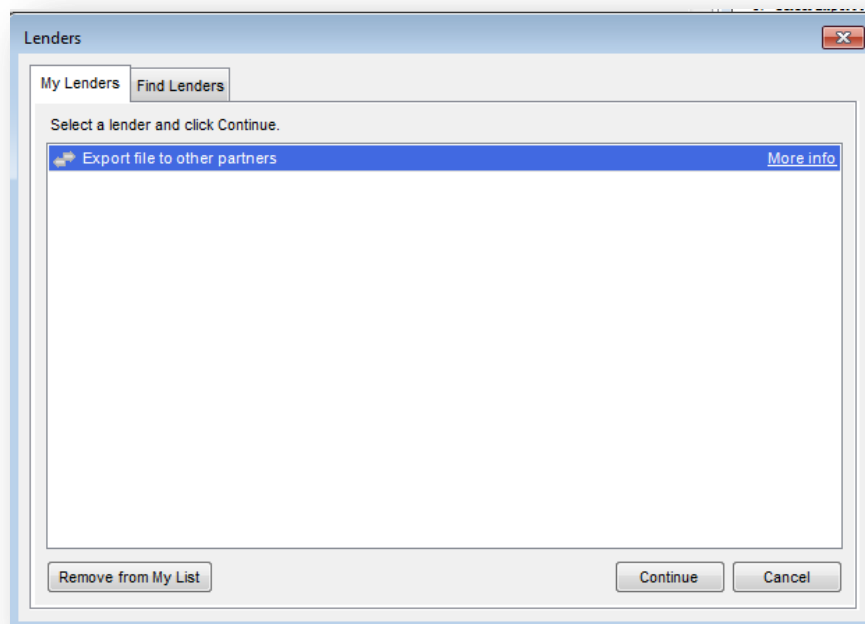 Lenders
My Lenders
Find Lenders
Select a lender and click Continue.
Export file to other partners
More info
Remove from My List
Continue
Cancel